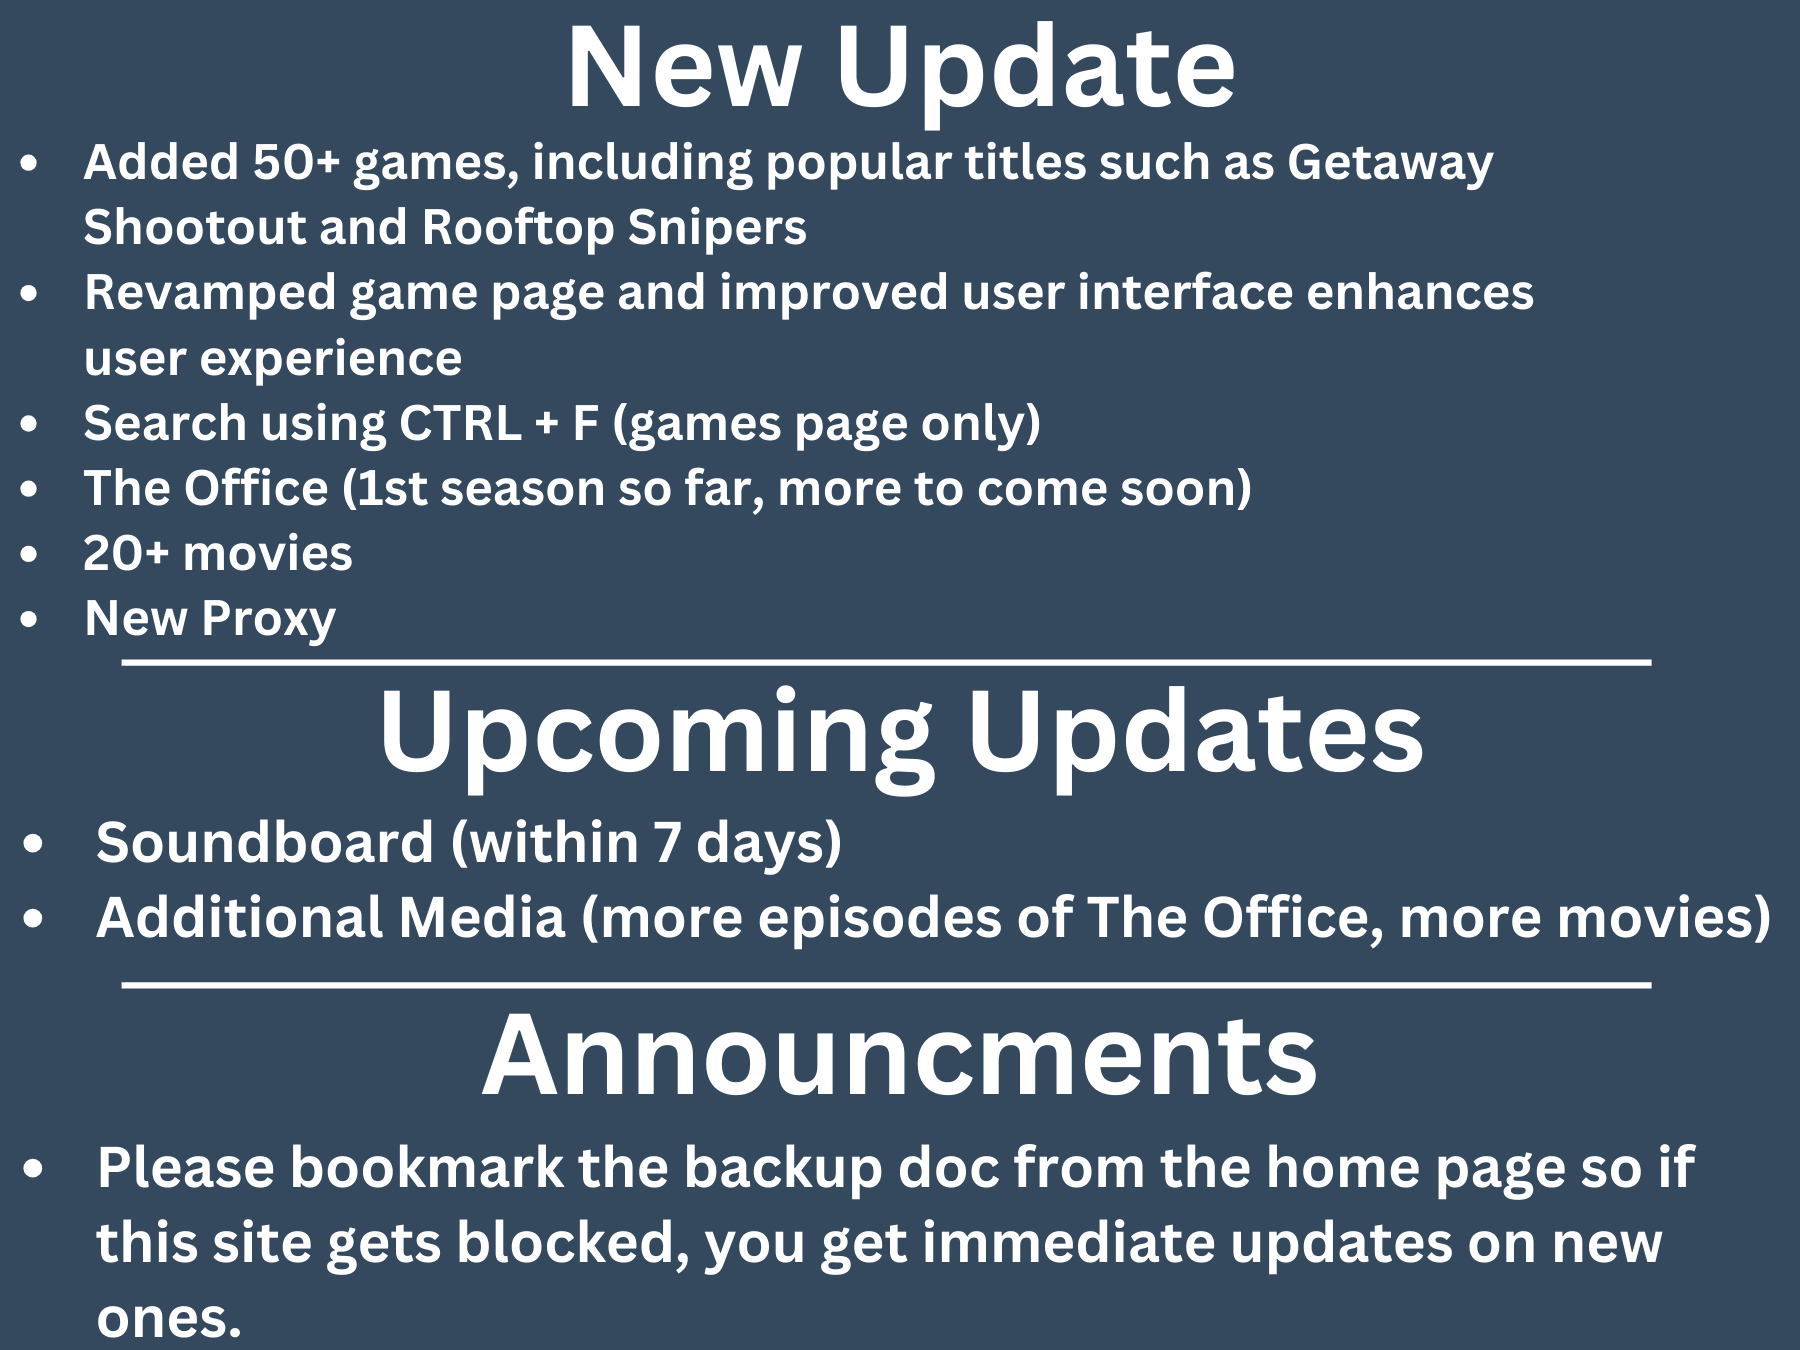 New Update
• Added 50+ games, including popular titles such as Getaway
Shootout and Rooftop Snipers
• Revamped game page and improved user interface enhances
user experience
• Search using CTRL + F (games page only)
• The Office (1st season so far, more to come soon)
• 20+ movies
• New Proxy
Upcoming Updates
• Soundboard (within 7 days)
• Additional Media (more episodes of The Office, more movies)
Announcments
• Please bookmark the backup doc from the home page so if
this site gets blocked, you get immediate updates on new
ones.